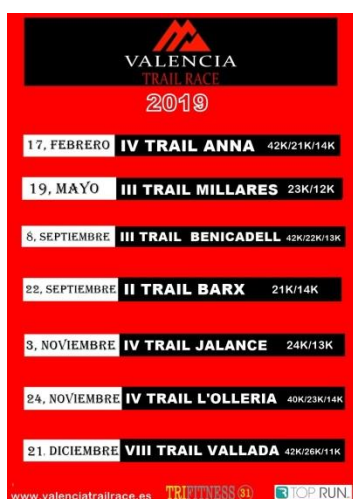 VALENCIA
TRAIL RACE
2019
17, FEBRERO IV TRAIL ANNA 42K/21K/14K
19, MAYO III TRAIL MILLARES 23K/12K
8, SEPTIEMBRE III TRAIL BENICADELL 42K/22K/13K
22, SEPTIEMBRE II TRAIL BARX 21K/14K
3, NOVIEMBRE IV TRAIL JALANCE 24K/13K
24, NOVIEMBRE IV TRAIL L'OLLERIA 40K/23K/14K
21. DICIEMBRE VIII TRAIL VALLADA 42K/26K/11K
www.valenciatrailrace.es TRIFITNESS 31 TOP RUN